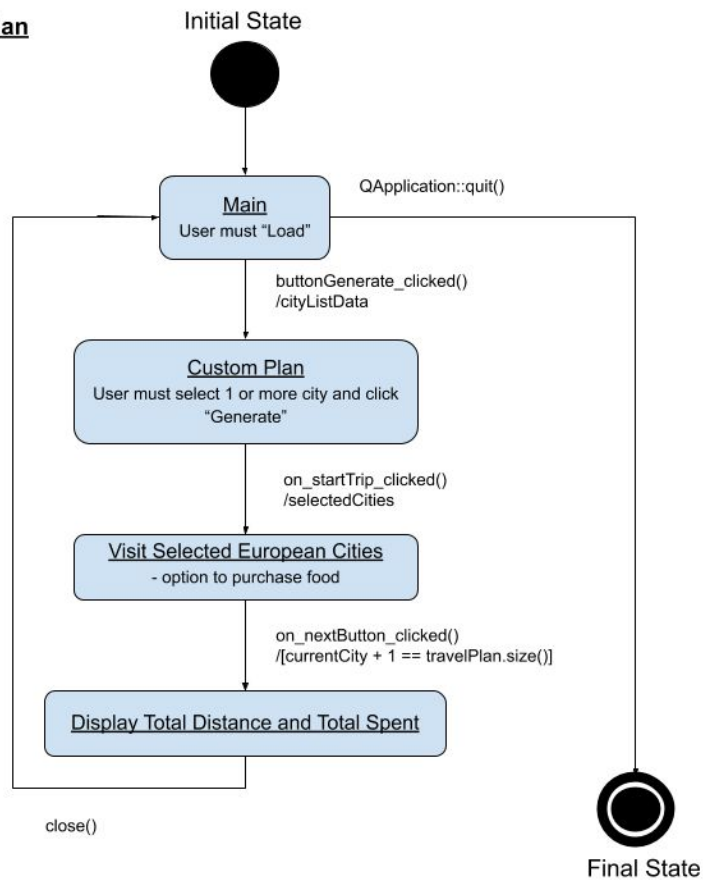 Initial State
QApplication::quit()
Main
User must “Load”
buttonGenerate_clicked()
/cityListData
Custom Plan
User must select 1 or more city and click
“Generate”
on_startTrip_clicked()
/selectedCities
Visit Selected European Cities
- option to purchase food
on_nextButton_clicked()
/[currentCity + 1 == travelPlan.size()]
Display Total Distance and Total Spent
close()
Final State